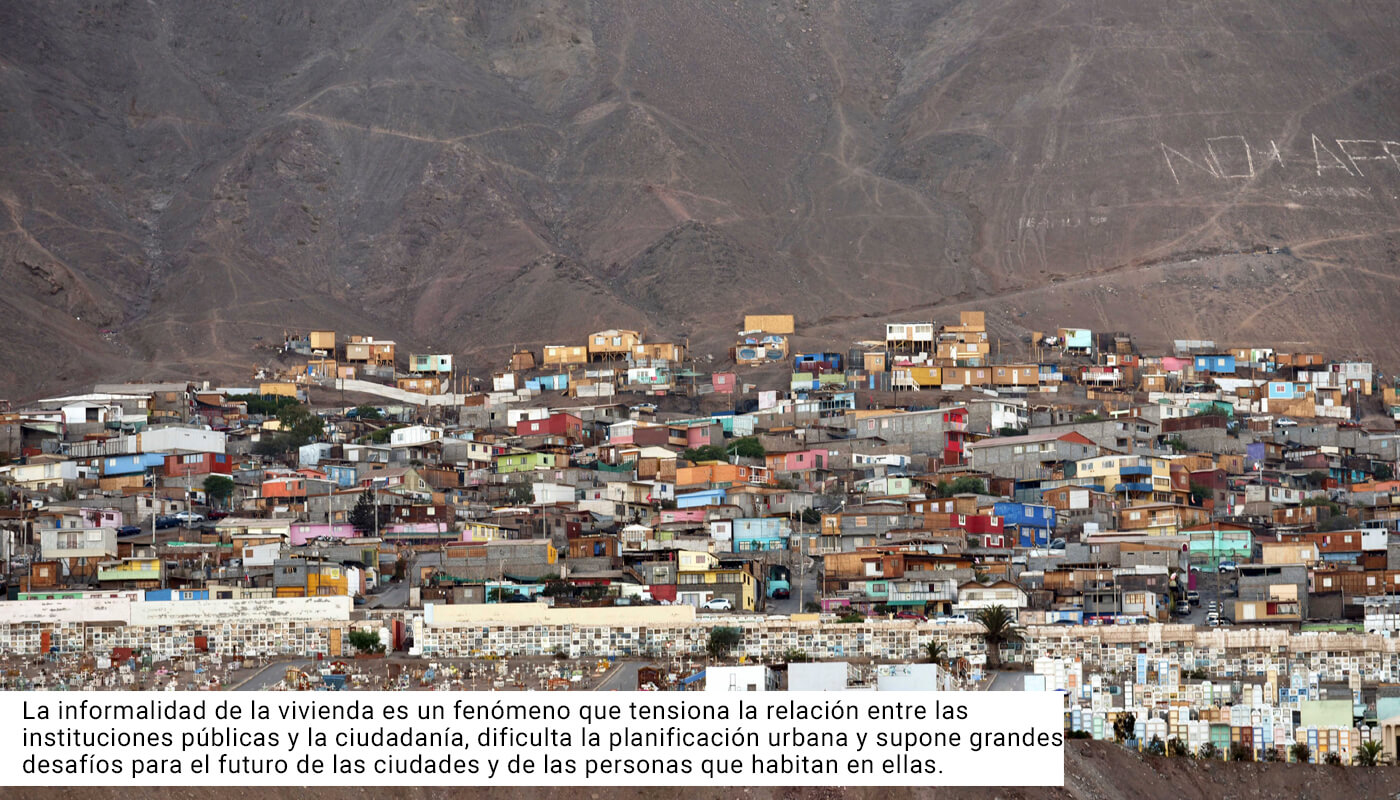 NO + AF
La informalidad de la vivienda es un fenómeno que tensiona la relación entre las
instituciones públicas y la ciudadanía, dificulta la planificación urbana y supone grandes
desafíos para el futuro de las ciudades y de las personas que habitan en ellas.